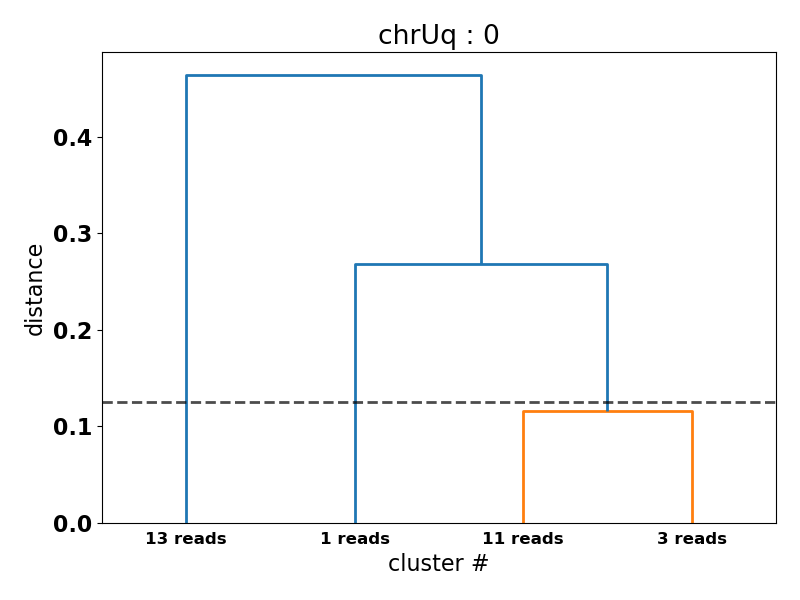 chrUq : 0
0.4
0.3
0.2
0.1
0.0
distance
13 reads 1 reads 11 reads 3 reads
cluster #